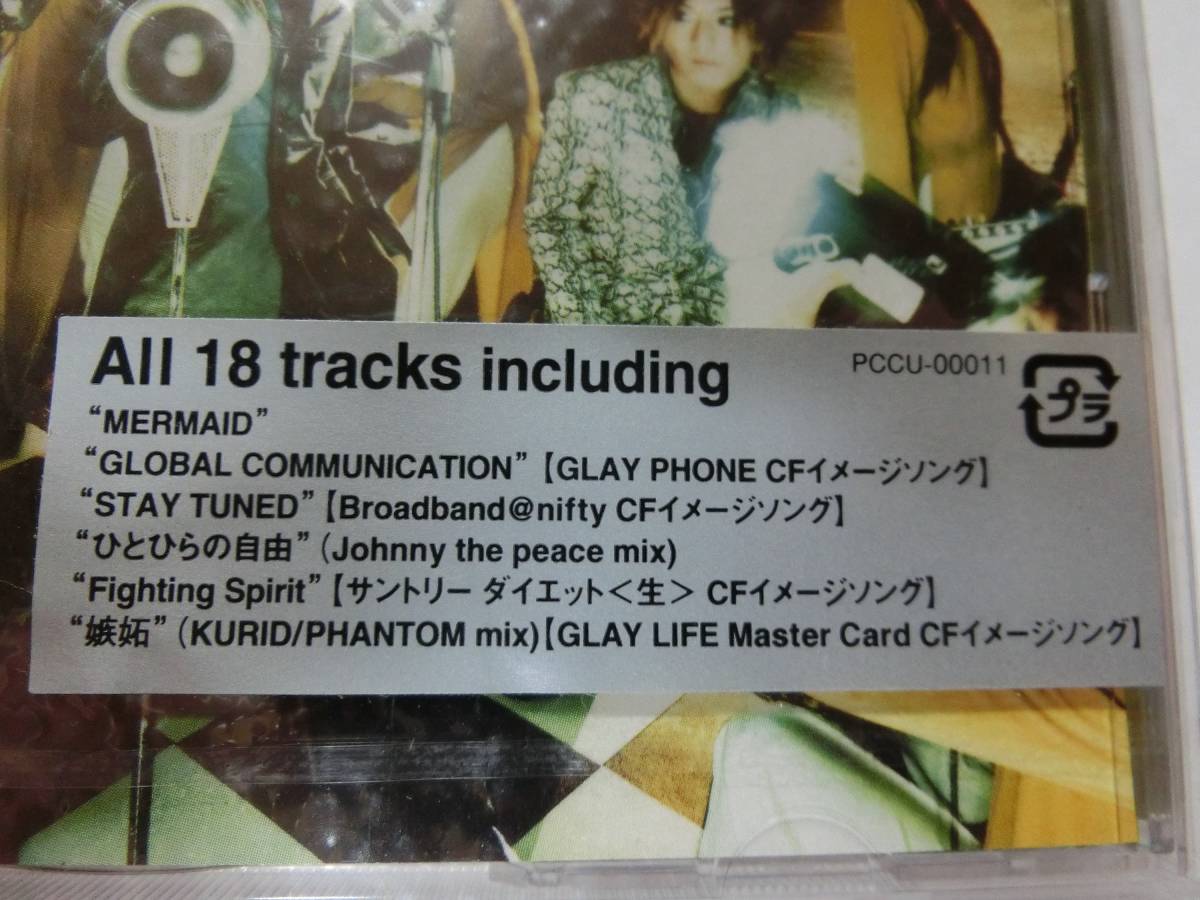 All 18 tracks including
PCCU-00011
プラ
“MERMAID”
“GLOBAL COMMUNICATION”【GLAY PHONE CFイメージソング】
“STAY TUNED”【Broadband@nifty CFイメージソング】
“ひとひらの自由”(Johnny the peace mix)
“Fighting Spirit”【サントリー ダイエット＜生＞ CFイメージソング】
“嫉妬”(KURID/PHANTOM mix)【GLAY LIFE Master Card CFイメージソング】